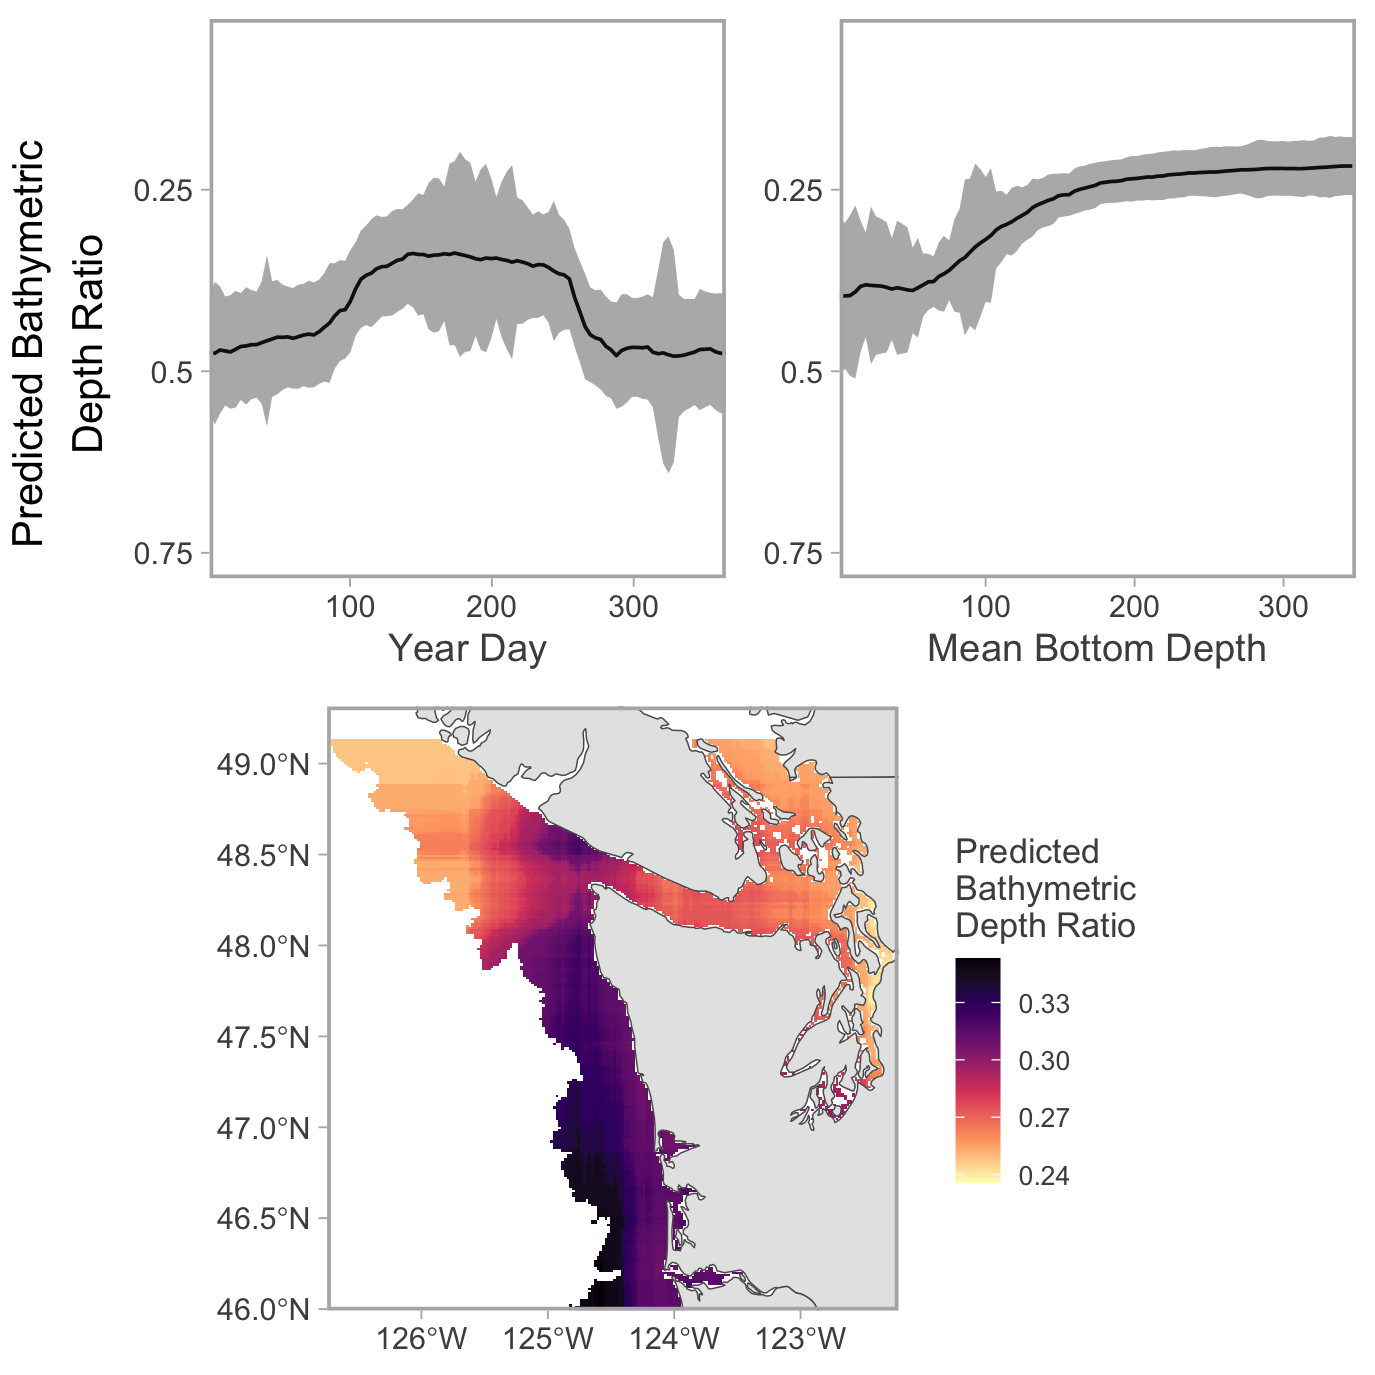 Predicted Bathymetric
Depth Ratio
0.25
0.5
0.75
100 200 300
Year Day
0.25
0.5
0.75
100 200 300
Mean Bottom Depth
49.0°N
48.5°N
48.0°N
47.5°N
47.0°N
46.5°N
46.0°N
126°W 125°W 124°W 123°W
Predicted
Bathymetric
Depth Ratio
0.33
0.30
0.27
0.24